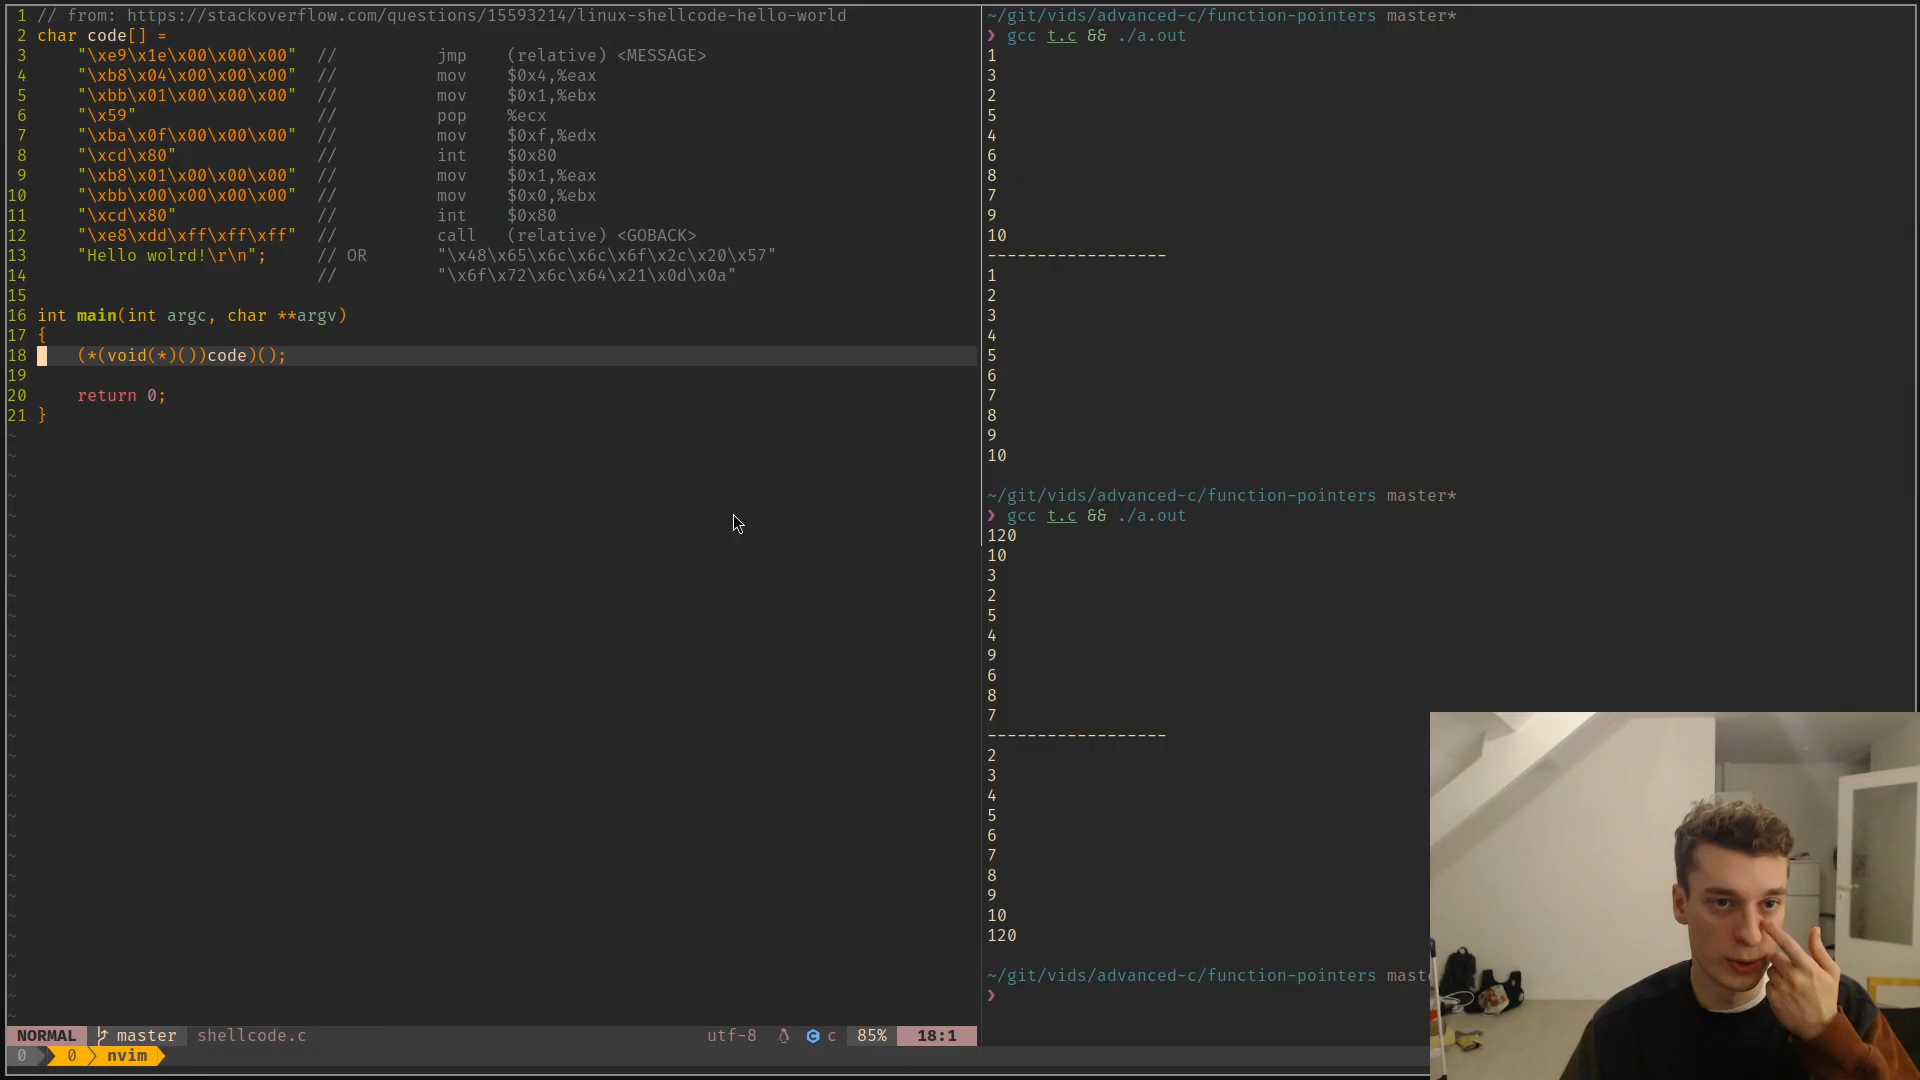 1 // from: https://stackoverflow.com/questions/15593214/linux-shellcode-hello-world
2 char code[] =
3 "\xe9\x1e\x00\x00\x00" // jmp (relative) <MESSAGE>
4 "\xb8\x04\x00\x00\x00" // mov $0x4,%eax
5 "\xbb\x01\x00\x00\x00" // mov $0x1,%ebx
6 "\x59" // pop %ecx
7 "\xba\x0f\x00\x00\x00" // mov $0xf,%edx
8 "\xcd\x80" // int $0x80
9 "\xb8\x01\x00\x00\x00" // mov $0x1,%eax
10 "\xbb\x00\x00\x00\x00" // mov $0x0,%ebx
11 "\xcd\x80" // int $0x80
12 "\xe8\xdd\xff\xff\xff" // call (relative) <GOBACK>
13 "Hello wolrd!\r\n"; // OR "\x48\x65\x6c\x6c\x6f\x2c\x20\x57"
14 // "\x6f\x72\x6c\x64\x21\x0d\x0a"
15
16 int main(int argc, char **argv)
17 {
18 (*(void(*)())code)();
19
20 return 0;
21 }
NORMAL master shellcode.c utf-8 c 85% 18:1
0 0 nvim
~/git/vids/advanced-c/function-pointers master*
❯ gcc t.c && ./a.out
1
3
2
5
4
6
8
7
9
10
------------------
1
2
3
4
5
6
7
8
9
10
~/git/vids/advanced-c/function-pointers master*
❯ gcc t.c && ./a.out
120
10
3
2
5
4
9
6
8
7
------------------
2
3
4
5
6
7
8
9
10
120
~/git/vids/advanced-c/function-pointers mast
❯